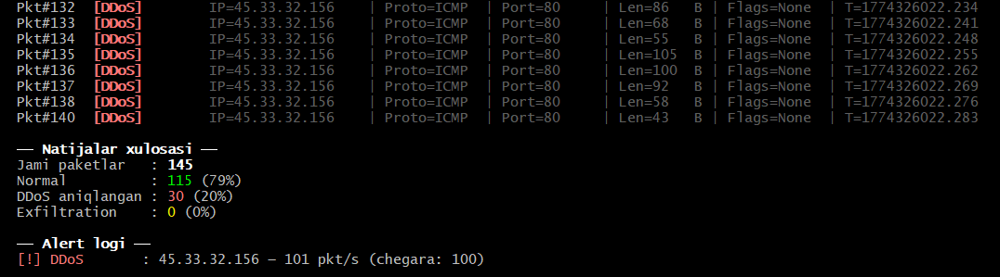 Pkt#132 [DDoS] IP=45.33.32.156 | Proto=ICMP | Port=80 | Len=86 B | Flags=None | T=1774326022.234
Pkt#133 [DDoS] IP=45.33.32.156 | Proto=ICMP | Port=80 | Len=68 B | Flags=None | T=1774326022.241
Pkt#134 [DDoS] IP=45.33.32.156 | Proto=ICMP | Port=80 | Len=55 B | Flags=None | T=1774326022.248
Pkt#135 [DDoS] IP=45.33.32.156 | Proto=ICMP | Port=80 | Len=105 B | Flags=None | T=1774326022.255
Pkt#136 [DDoS] IP=45.33.32.156 | Proto=ICMP | Port=80 | Len=100 B | Flags=None | T=1774326022.262
Pkt#137 [DDoS] IP=45.33.32.156 | Proto=ICMP | Port=80 | Len=92 B | Flags=None | T=1774326022.269
Pkt#138 [DDoS] IP=45.33.32.156 | Proto=ICMP | Port=80 | Len=58 B | Flags=None | T=1774326022.276
Pkt#140 [DDoS] IP=45.33.32.156 | Proto=ICMP | Port=80 | Len=43 B | Flags=None | T=1774326022.283
—— Natijalar xulosasi ——
Jami paketlar : 145
Normal : 115 (79%)
DDoS aniqlangan : 30 (20%)
Exfiltration : 0 (0%)
—— Alert logi ——
[!] DDoS : 45.33.32.156 — 101 pkt/s (chegara: 100)